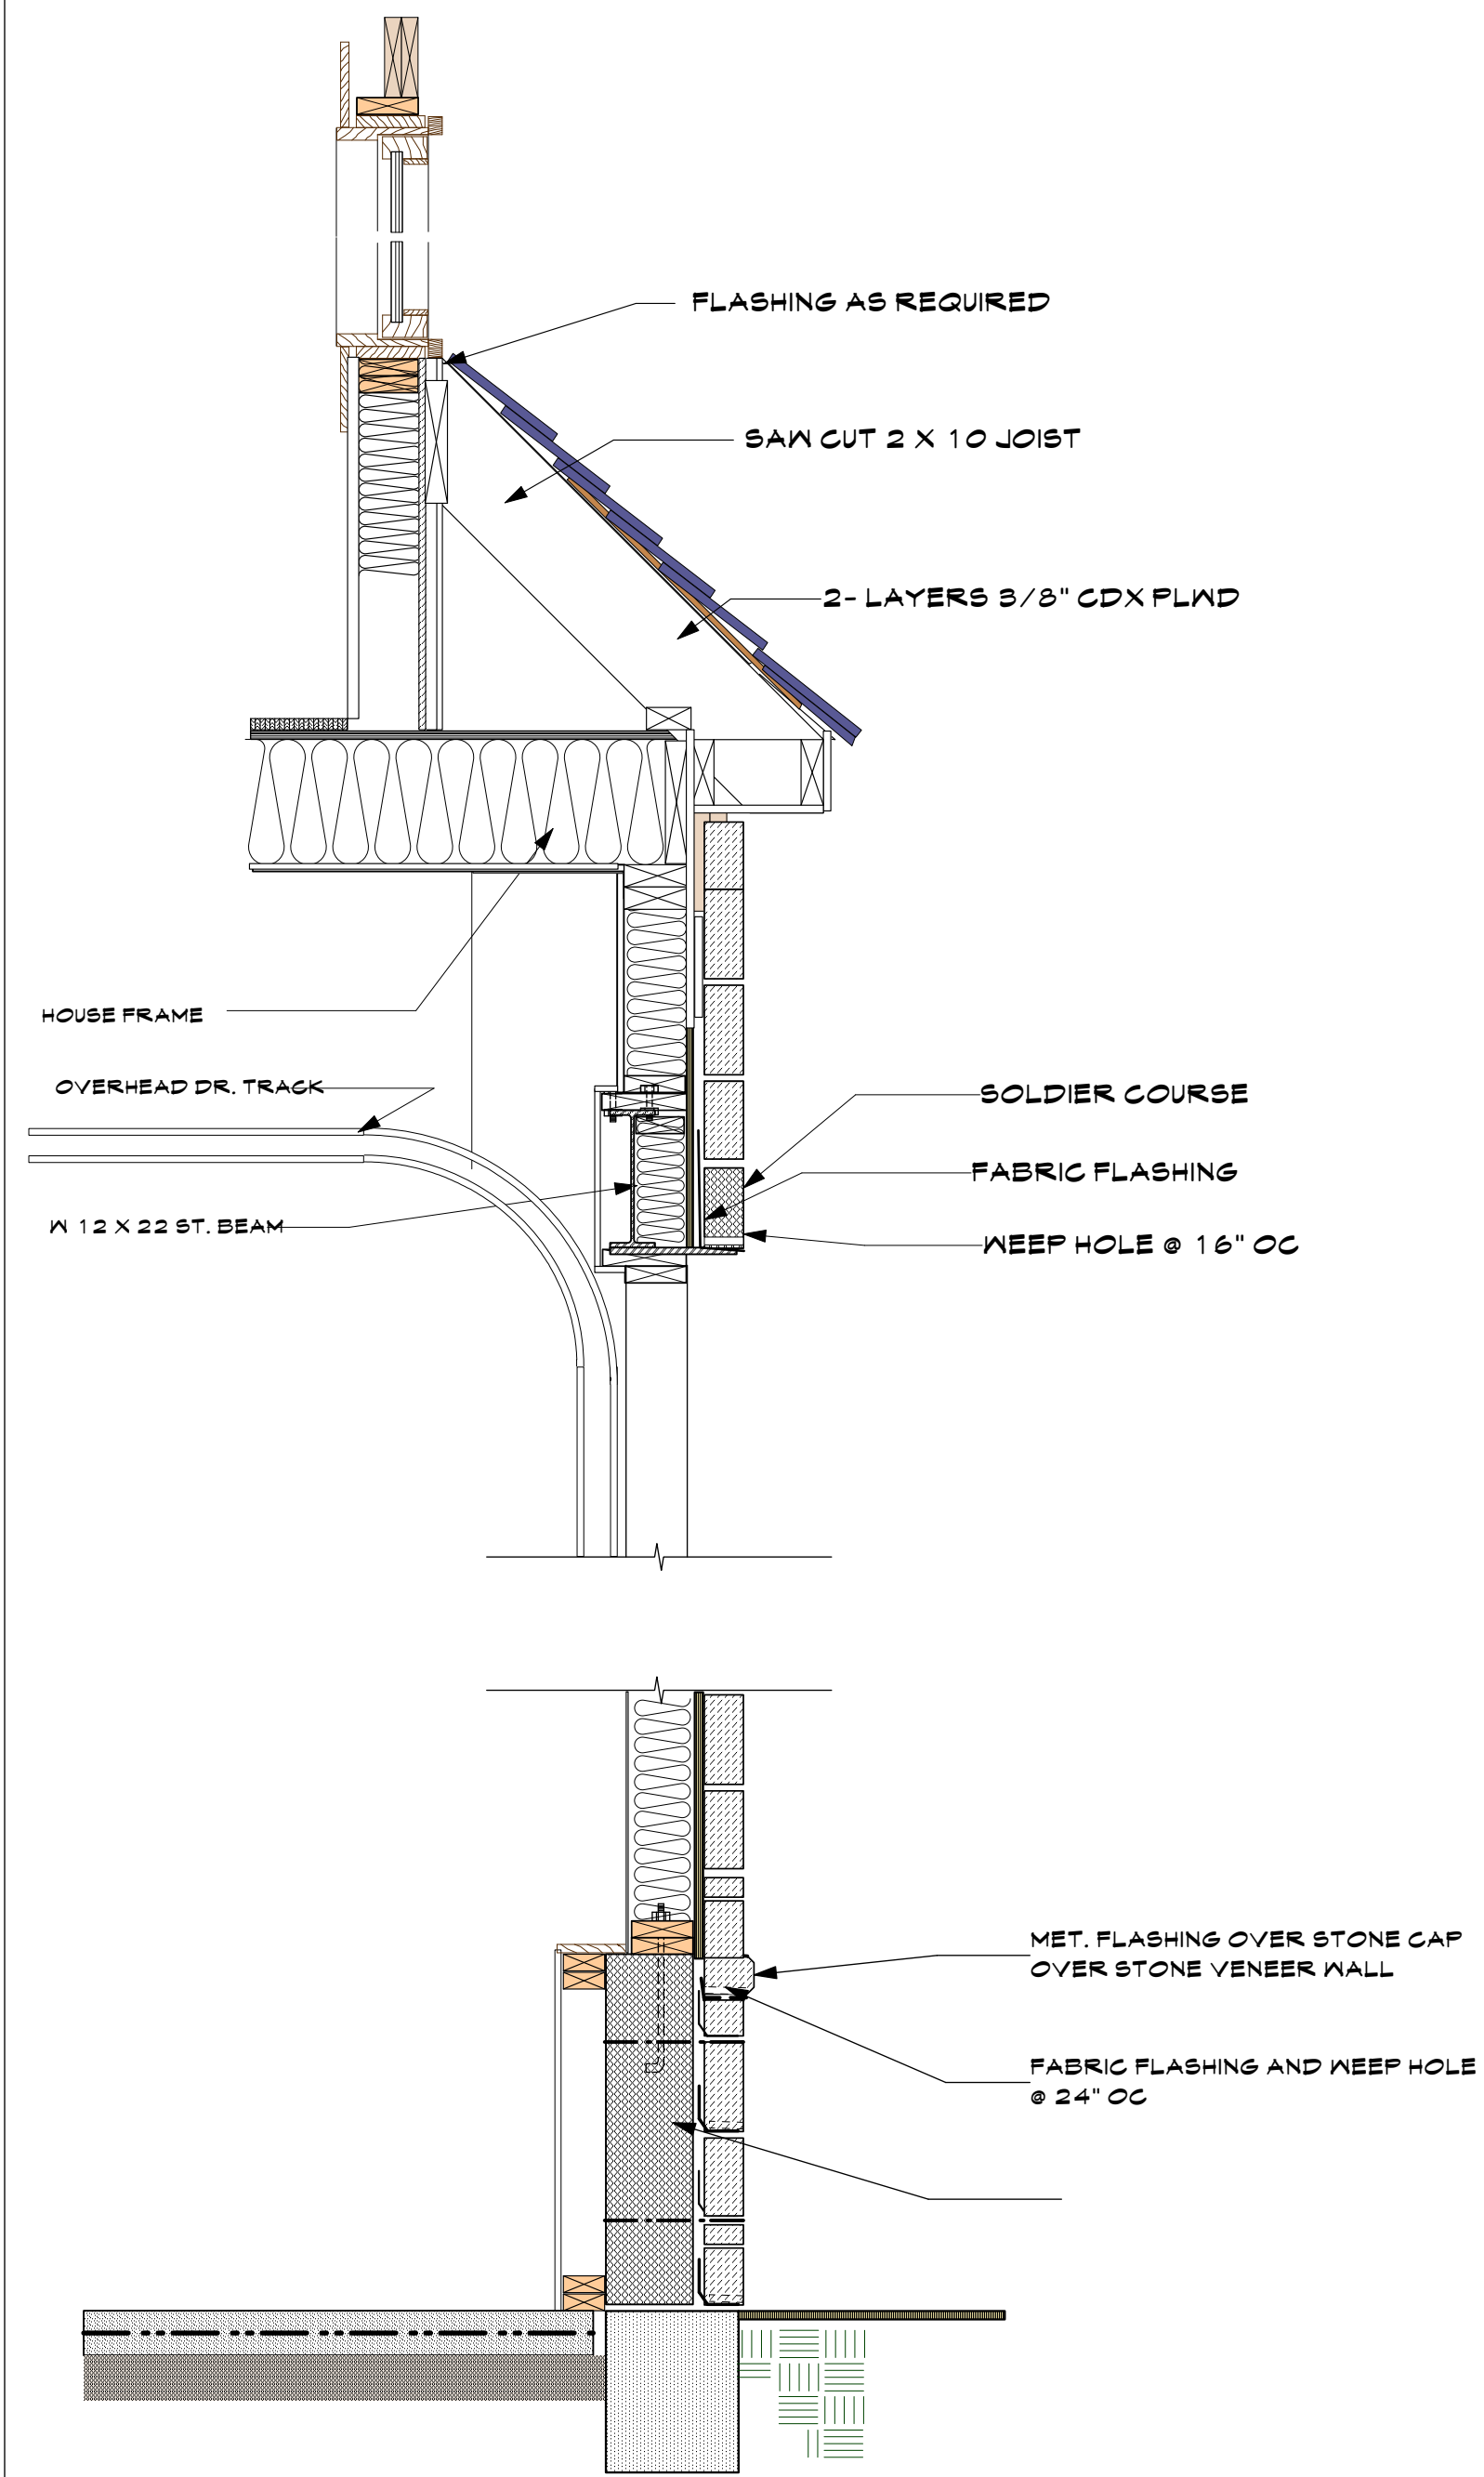 FLASHING AS REQUIRED
SAW CUT 2 X 10 JOIST
2- LAYERS 3/8" CDX PLWD
HOUSE FRAME
OVERHEAD DR. TRACK
SOLDIER COURSE
FABRIC FLASHING
W 12 X 22 ST. BEAM
WEEP HOLE @ 16" OC
MET. FLASHING OVER STONE CAP
OVER STONE VENEER WALL
FABRIC FLASHING AND WEEP HOLE
@ 24" OC